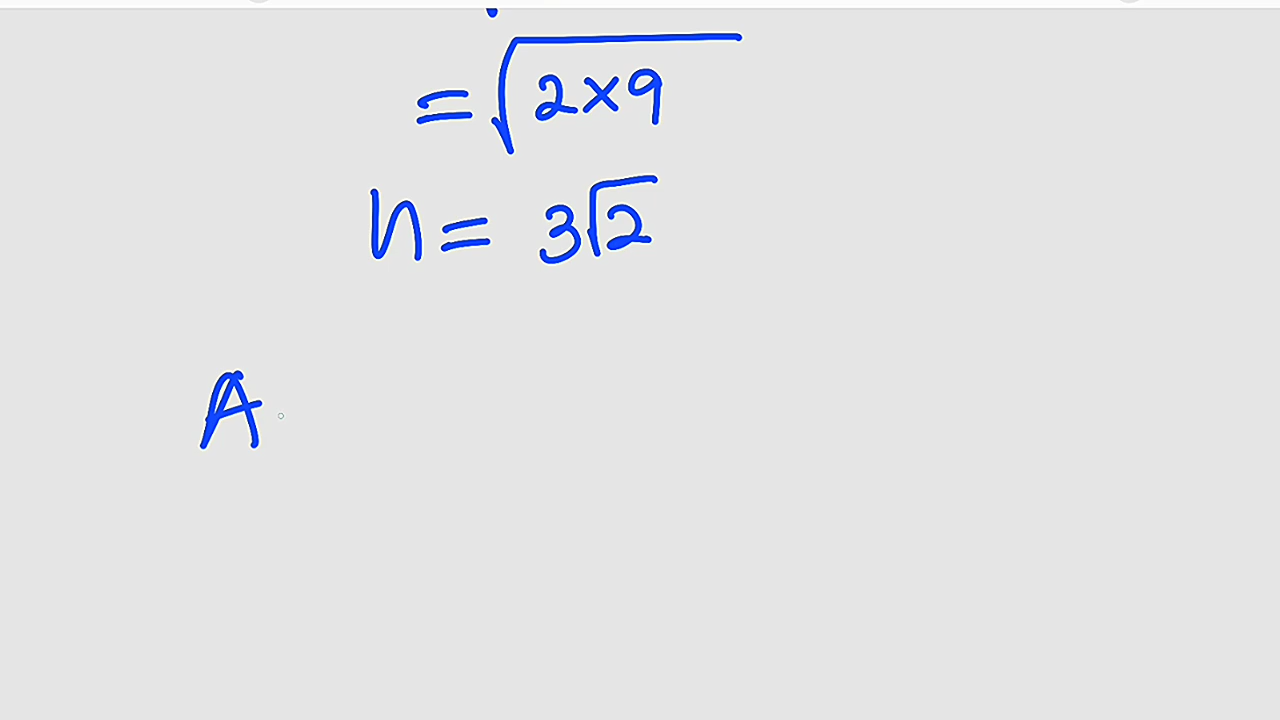 = √2×9
h = 3√2
A